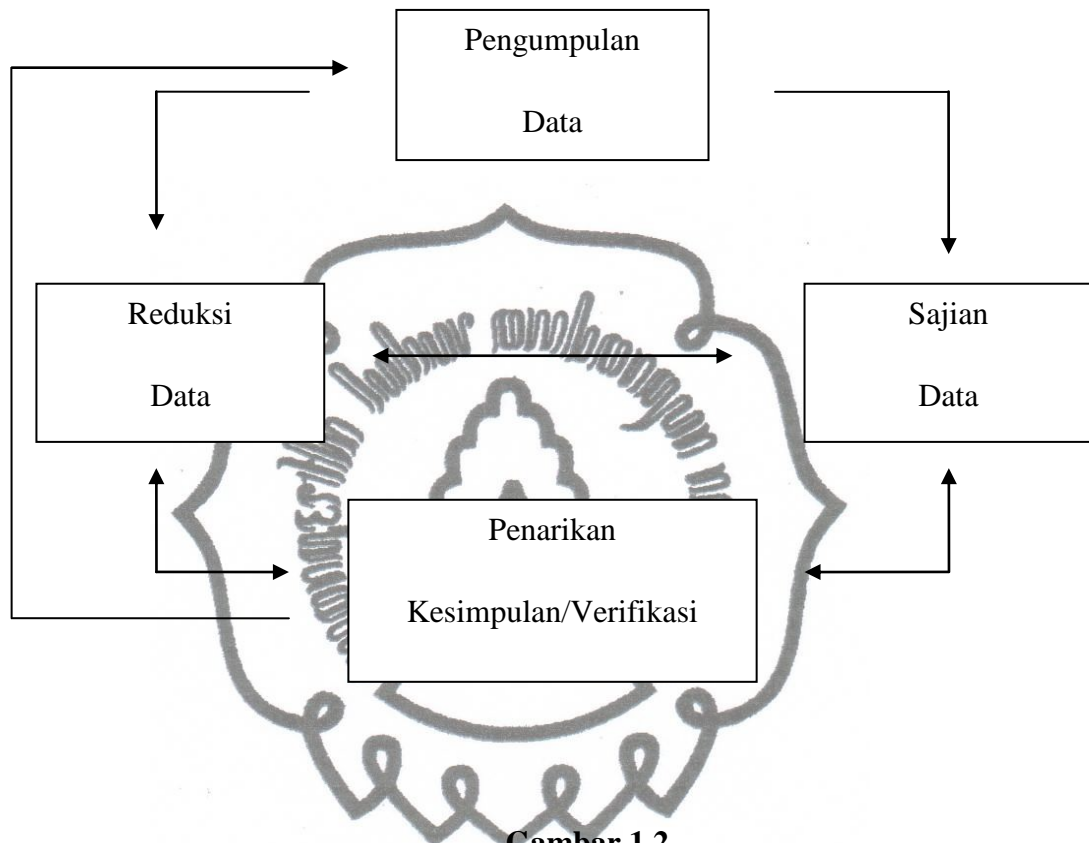 Pengumpulan
Data
Reduksi
Data
Sajian
Data
Penarikan
Kesimpulan/Verifikasi
Gambar 1.2